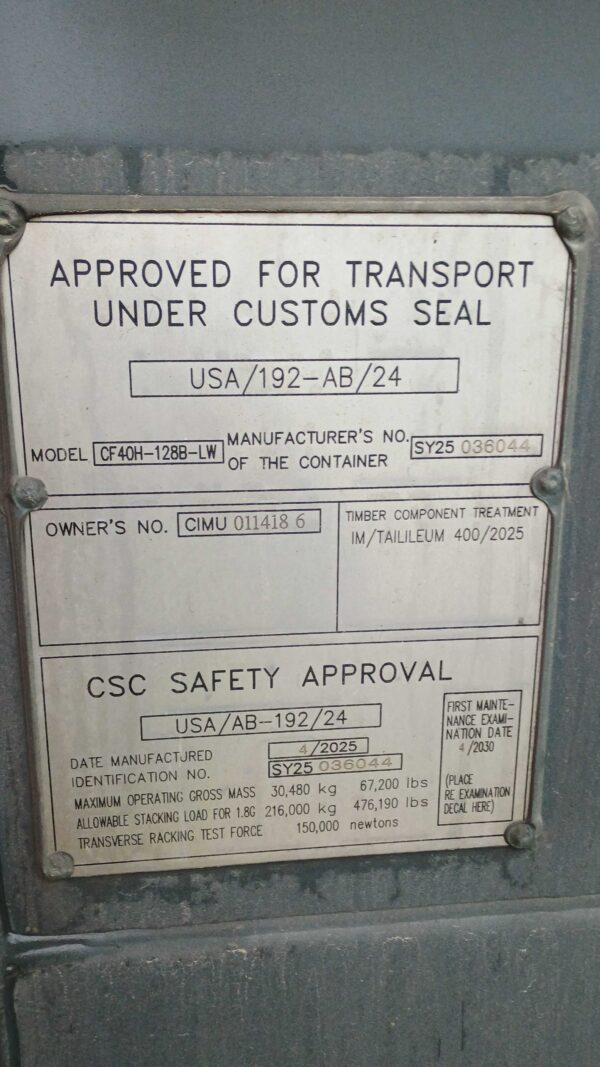 APPROVED FOR TRANSPORT
UNDER CUSTOMS SEAL
USA/192-AB/24
MODEL CF40H-128B-LW MANUFACTURER'S NO. OF THE CONTAINER SY25 036044
OWNER'S NO. CIMU 011418 6
TIMBER COMPONENT TREATMENT
IM/TAILILEUM 400/2025
CSC SAFETY APPROVAL
USA/AB-192/24
DATE MANUFACTURED 4/2025
IDENTIFICATION NO. SY25 036044
MAXIMUM OPERATING GROSS MASS 30,480 kg 67,200 lbs
ALLOWABLE STACKING LOAD FOR 1.8G 216,000 kg 476,190 lbs
TRANSVERSE RACKING TEST FORCE 150,000 newtons
FIRST MAINTE-
NANCE EXAMI-
NATION DATE
4/2030
(PLACE
RE EXAMINATION
DECAL HERE)